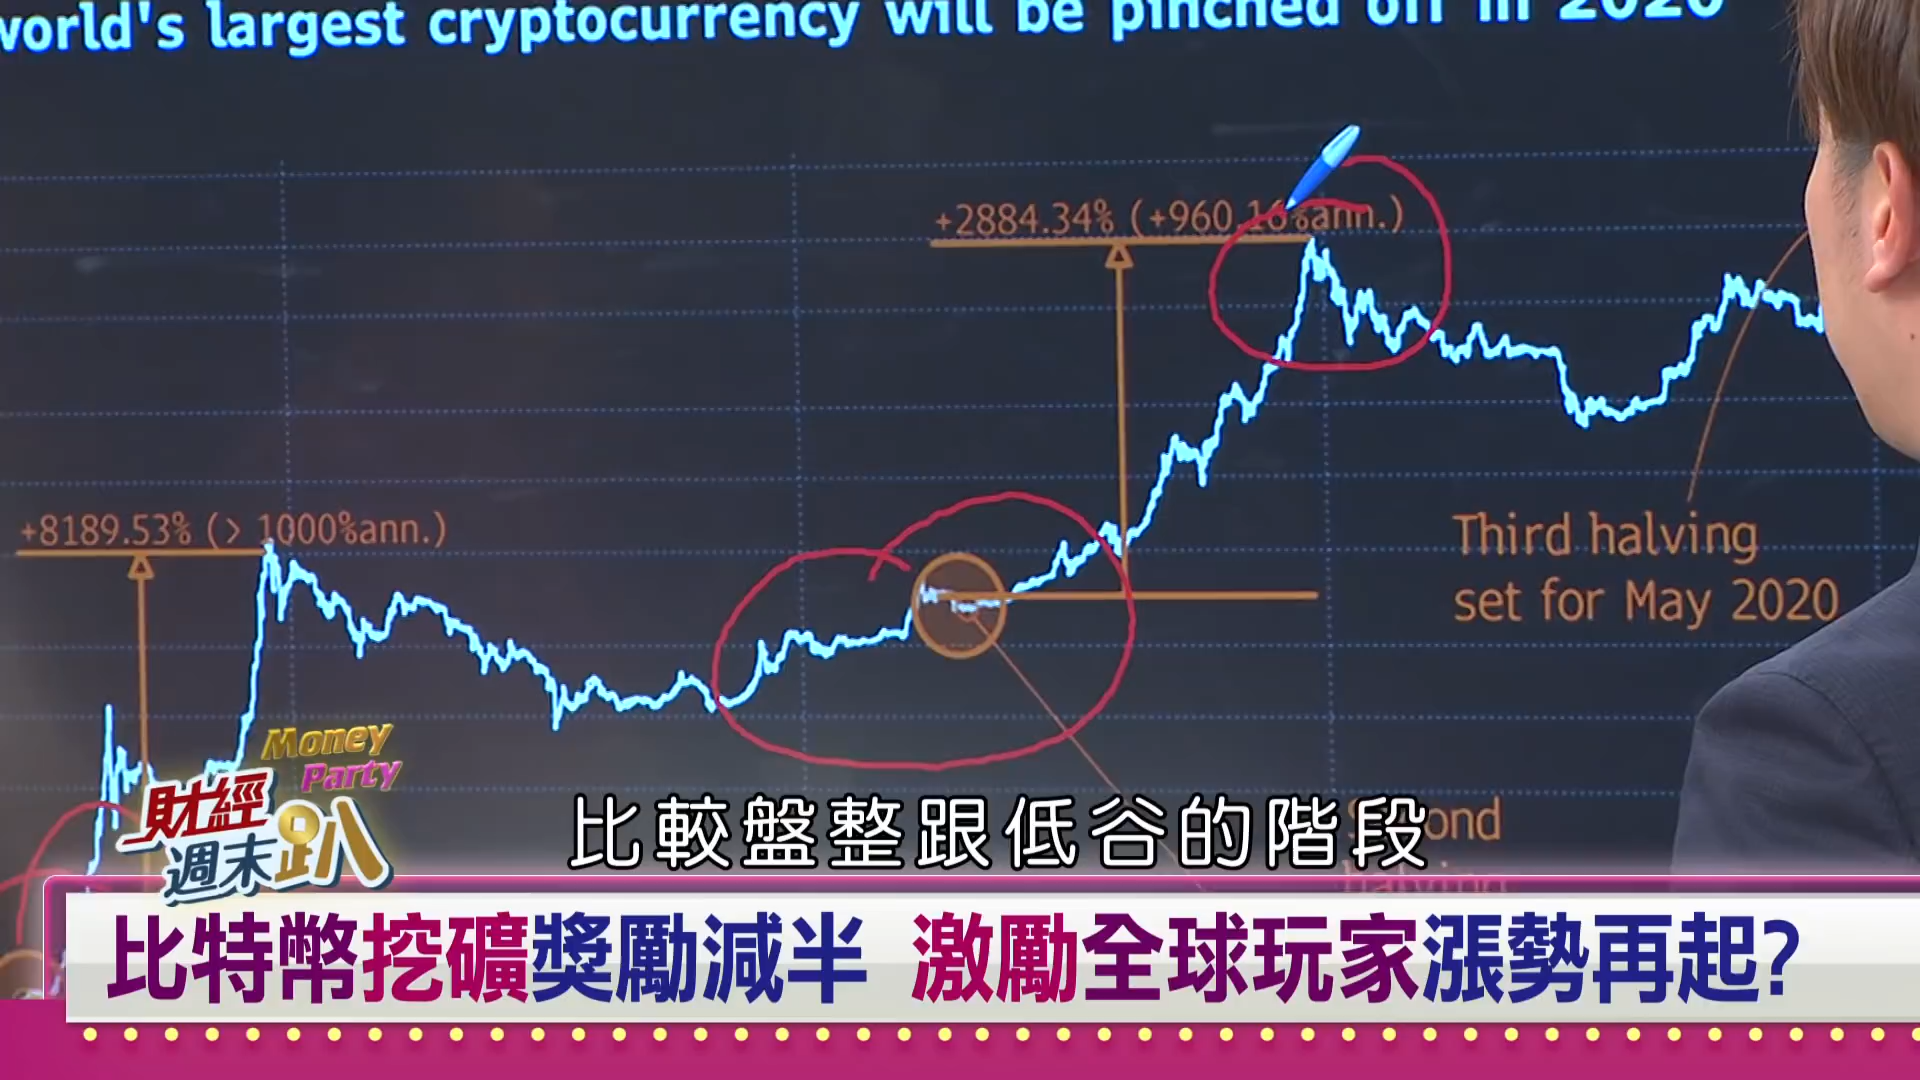 world's largest cryptocurrency will be pinched off in 2020
+2884.34% (+960.16%ann.)
+8189.53% (> 1000%ann.)
Third halving
set for May 2020
Second
halving
Money
Party
財經
週末趴
比較盤整跟低谷的階段
比特幣挖礦獎勵減半 激勵全球玩家漲勢再起?